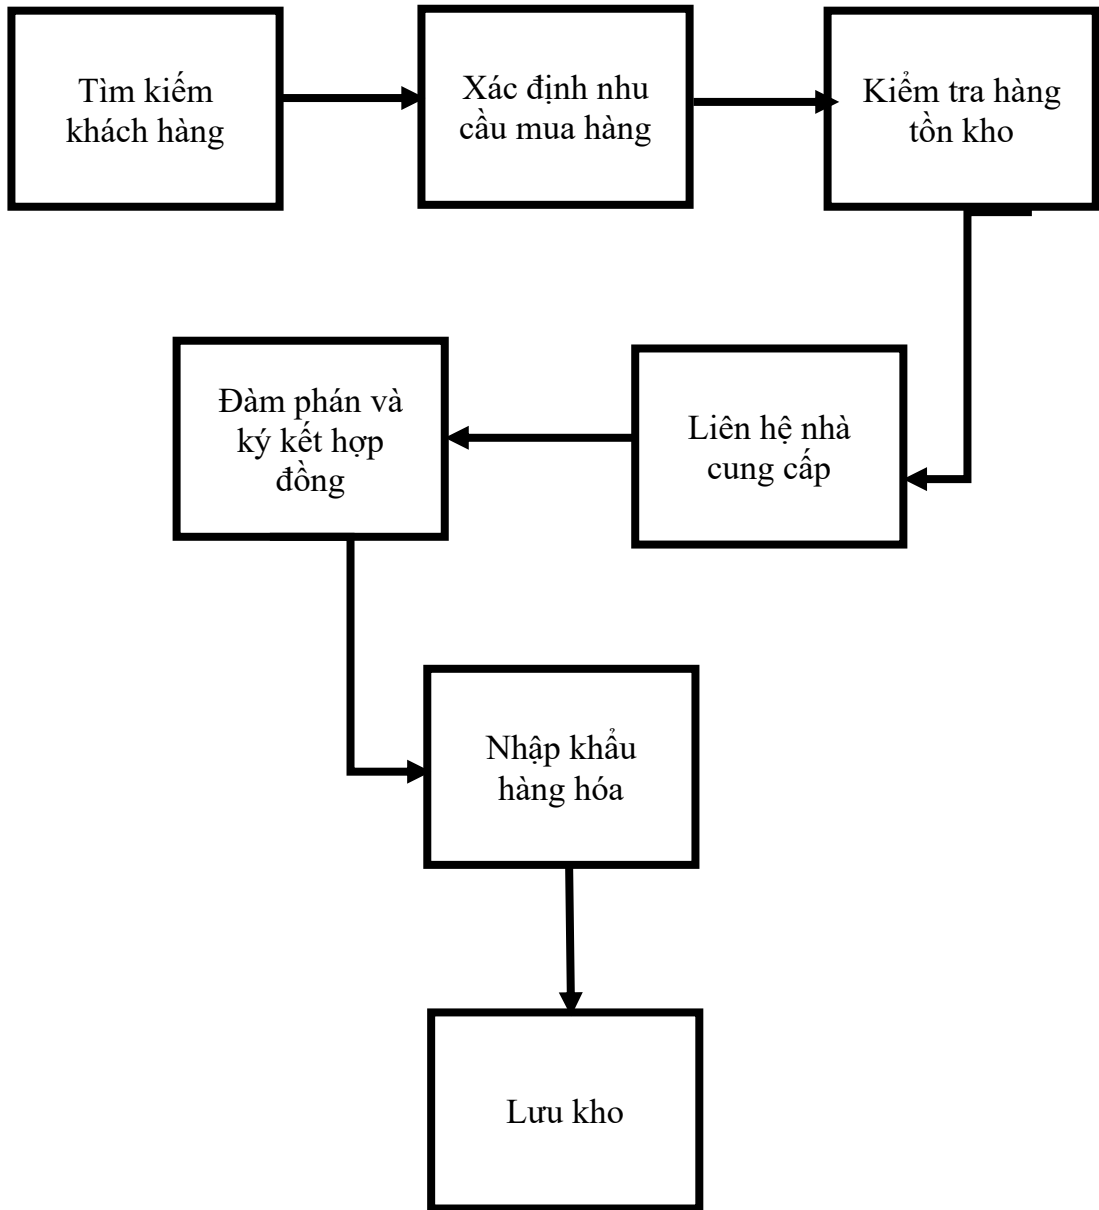 Tìm kiếm
khách hàng
Xác định nhu
cầu mua hàng
Kiểm tra hàng
tồn kho
Liên hệ nhà
cung cấp
Đàm phán và
ký kết hợp
đồng
Nhập khẩu
hàng hóa
Lưu kho